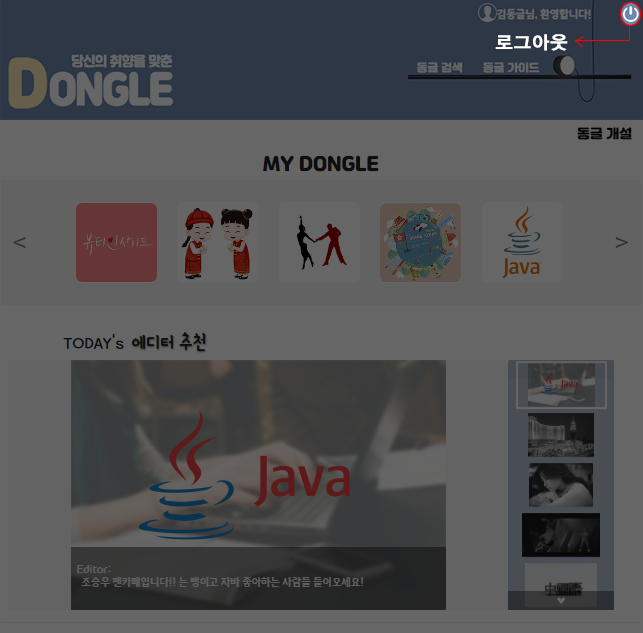 김동글님, 환영합니다!
로그아웃
당신의 취향을 맞춘
DONGLE
동글 검색 동글 가이드
동글 개설
MY DONGLE
<
뷰티인사이드
Java
>
TODAY's 에디터 추천
Java
Java
Editor:
조승우 팬카페입니다!! 는 뻥이고 자바 좋아하는 사람들 들어오세요!